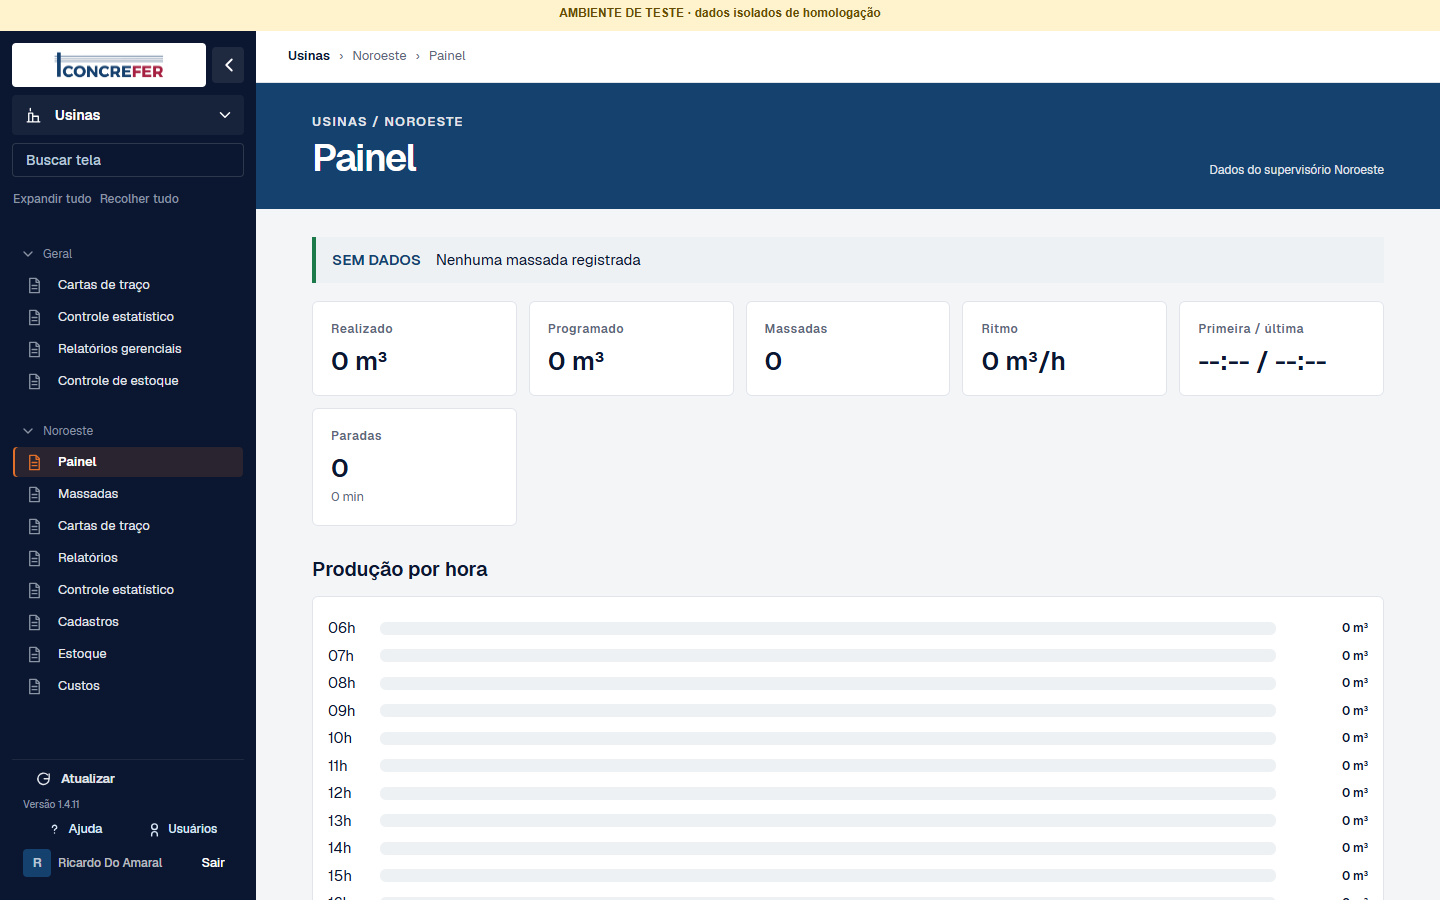 AMBIENTE DE TESTE · dados isolados de homologação
CONCREFER
Usinas
Buscar tela
Expandir tudo Recolher tudo
Geral
Cartas de traço
Controle estatístico
Relatórios gerenciais
Controle de estoque
Noroeste
Painel
Massadas
Cartas de traço
Relatórios
Controle estatístico
Cadastros
Estoque
Custos
Atualizar
Versão 1.4.11
? Ajuda Usuários
R Ricardo Do Amaral Sair
Usinas › Noroeste › Painel
USINAS / NOROESTE
Painel
Dados do supervisório Noroeste
SEM DADOS Nenhuma massada registrada
Realizado
0 m³
Programado
0 m³
Massadas
0
Ritmo
0 m³/h
Primeira / última
--:-- / --:--
Paradas
0
0 min
Produção por hora
06h 0 m³
07h 0 m³
08h 0 m³
09h 0 m³
10h 0 m³
11h 0 m³
12h 0 m³
13h 0 m³
14h 0 m³
15h 0 m³